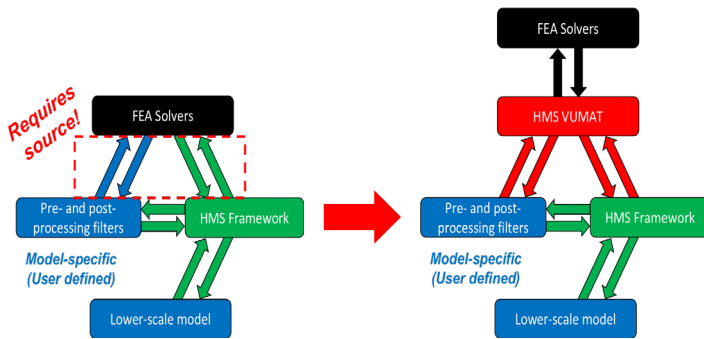 Requires
source!
FEA Solvers
Pre- and post-
processing filters
HMS Framework
Model-specific
(User defined)
Lower-scale model
FEA Solvers
HMS VUMAT
Pre- and post-
processing filters
HMS Framework
Model-specific
(User defined)
Lower-scale model